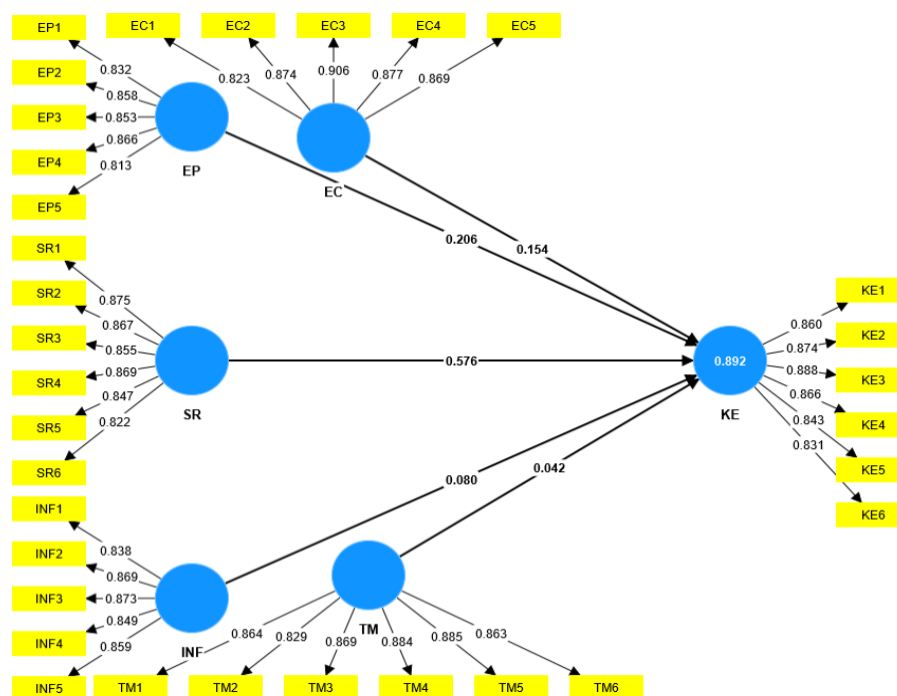 EP1
EC1
EC2
EC3
EC4
EC5
EP2
EP3
EP4
EP5
0.832
0.858
0.853
0.866
0.813
0.823
0.874
0.906
0.877
0.869
EP
EC
0.206
0.154
SR1
SR2
SR3
SR4
SR5
SR6
0.875
0.867
0.855
0.869
0.847
0.822
SR
0.576
0.892
KE
0.860
0.874
0.888
0.866
0.843
0.831
KE1
KE2
KE3
KE4
KE5
KE6
0.080
0.042
INF1
INF2
INF3
INF4
INF5
0.838
0.869
0.873
0.849
0.859
INF
TM
0.864
0.829
0.869
0.884
0.885
0.863
TM1
TM2
TM3
TM4
TM5
TM6